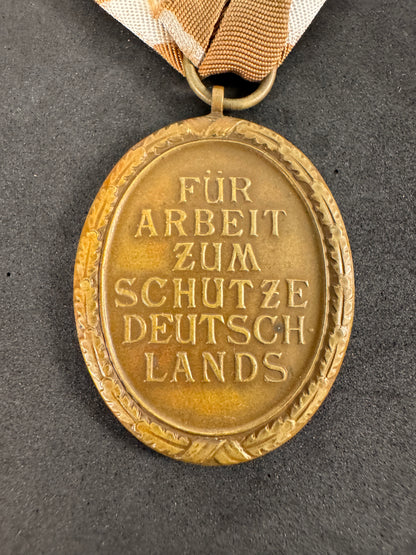 FÜR
ARBEIT
ZUM
SCHUTZE
DEUTSCH
LANDS